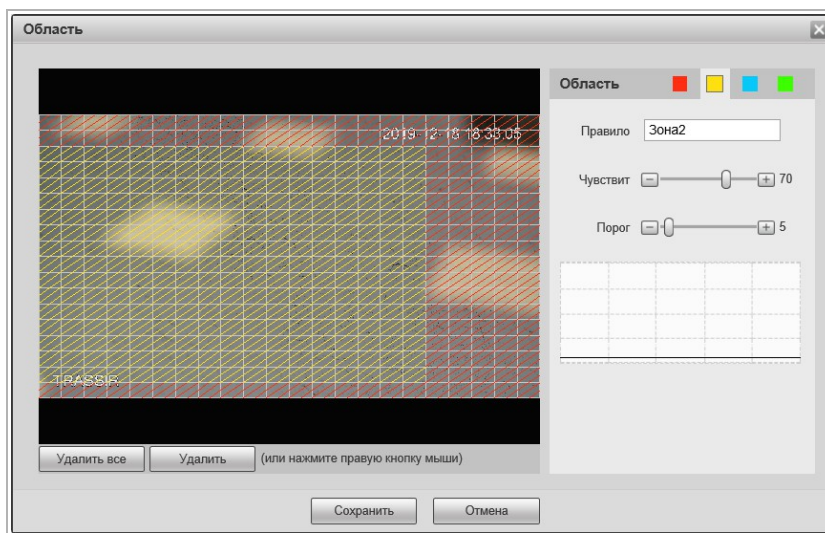 Область
2019-12-18 18:33:05
TRASSIR
Удалить все
Удалить
(или нажмите правую кнопку мыши)
Область
Правило
Зона2
Чувствит
70
Порог
5
Сохранить
Отмена